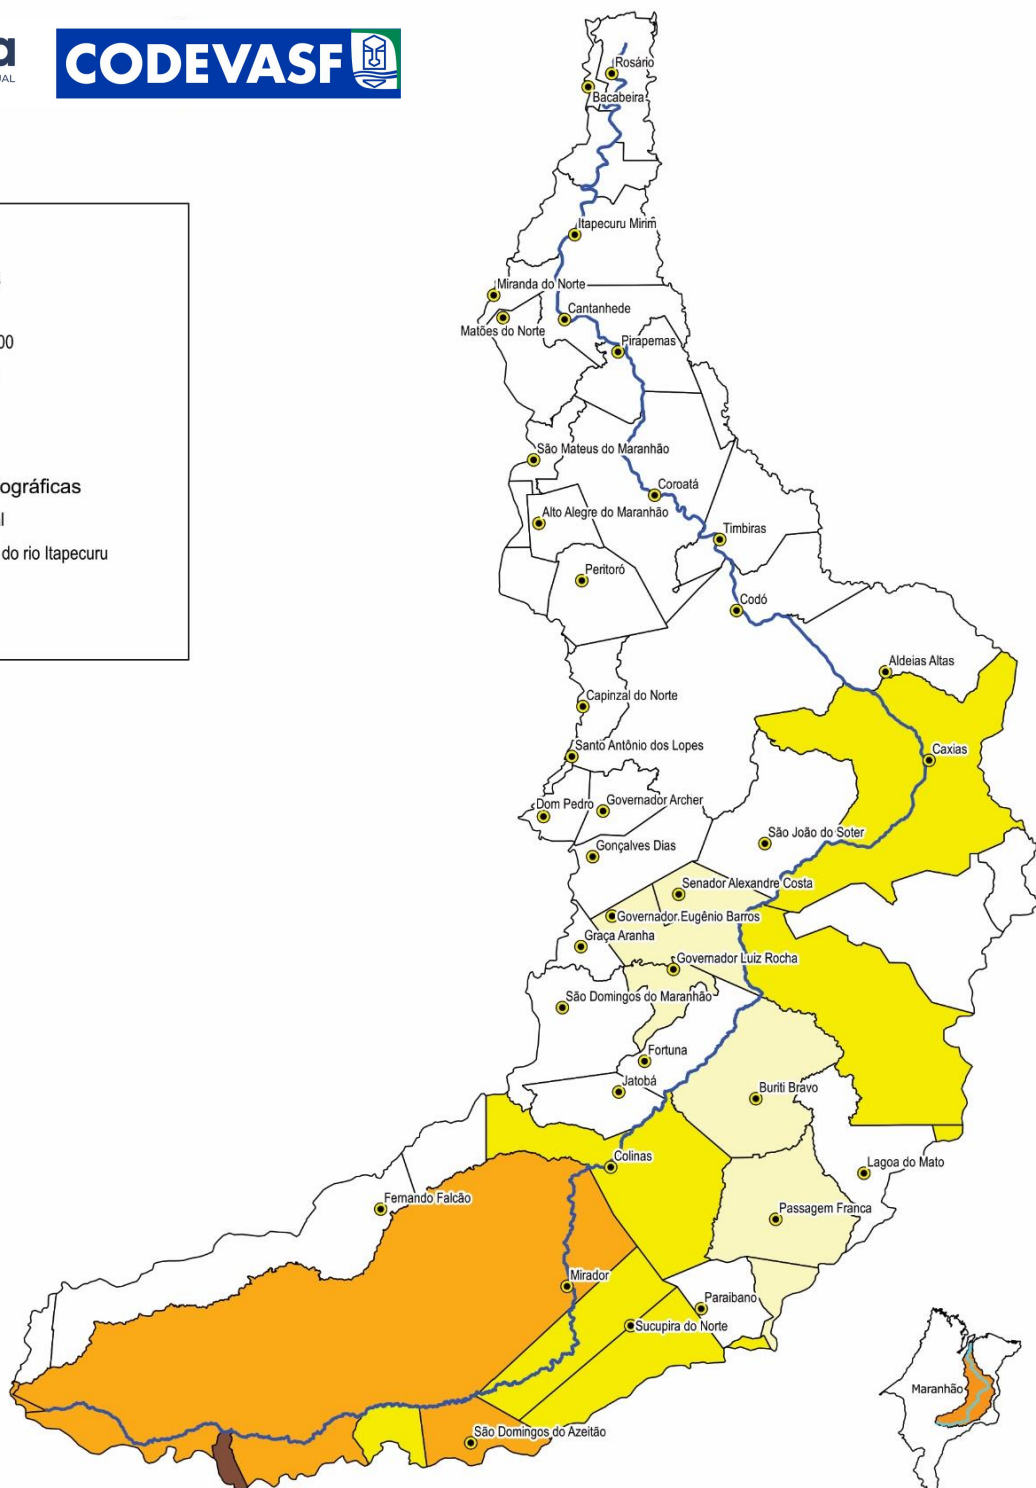 a
UAL
CODEVASF
00
ográficas
al
do rio Itapecuru
Rosário
Bacabeira
Itapecuru Mirim
Miranda do Norte
Cantanhede
Matões do Norte
Pirapemas
São Mateus do Maranhão
Coroatá
Alto Alegre do Maranhão
Timbiras
Peritoró
Codó
Aldeias Altas
Capinzal do Norte
Santo Antônio dos Lopes
Caxias
Dom Pedro
Governador Archer
São João do Soter
Gonçalves Dias
Senador Alexandre Costa
Governador Eugênio Barros
Graça Aranha
Governador Luiz Rocha
São Domingos do Maranhão
Fortuna
Jatobá
Buriti Bravo
Colinas
Lagoa do Mato
Fernando Falcão
Passagem Franca
Mirador
Paraibano
Sucupira do Norte
Maranhão
São Domingos do Azeitão